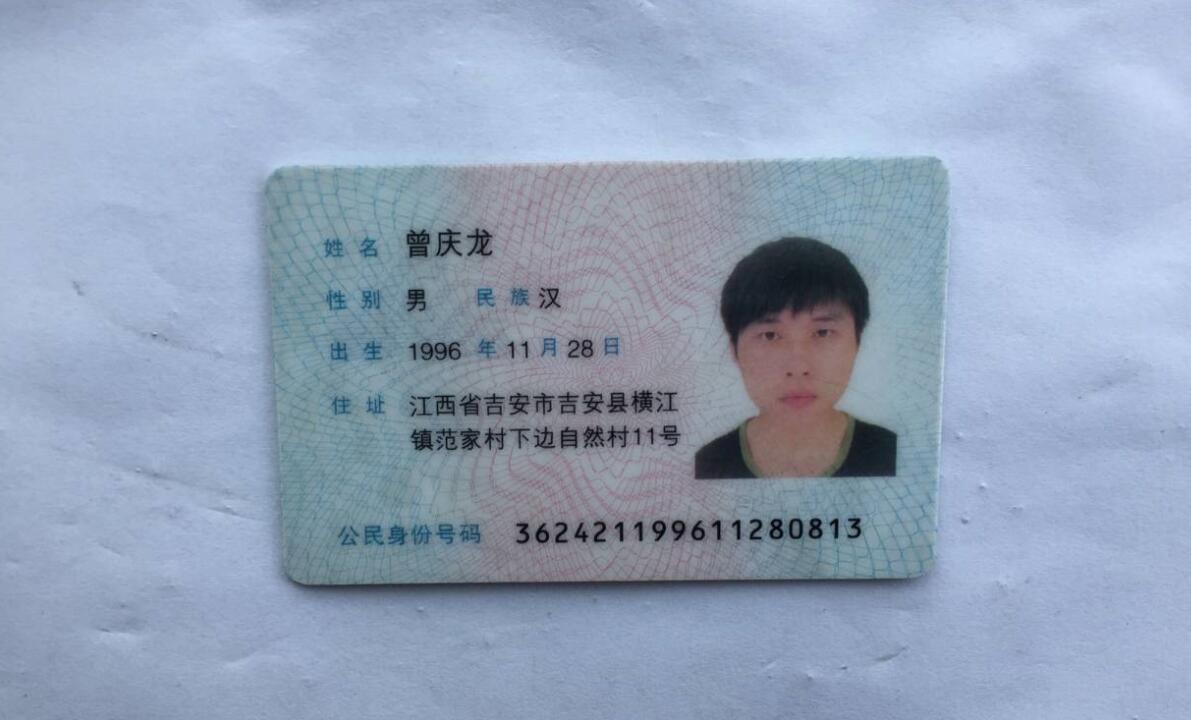 姓名 曾庆龙
性别 男 民族 汉
出生 1996 年 11 月 28 日
住址 江西省吉安市吉安县横江
镇范家村下边自然村11号
公民身份号码 362421199611280813